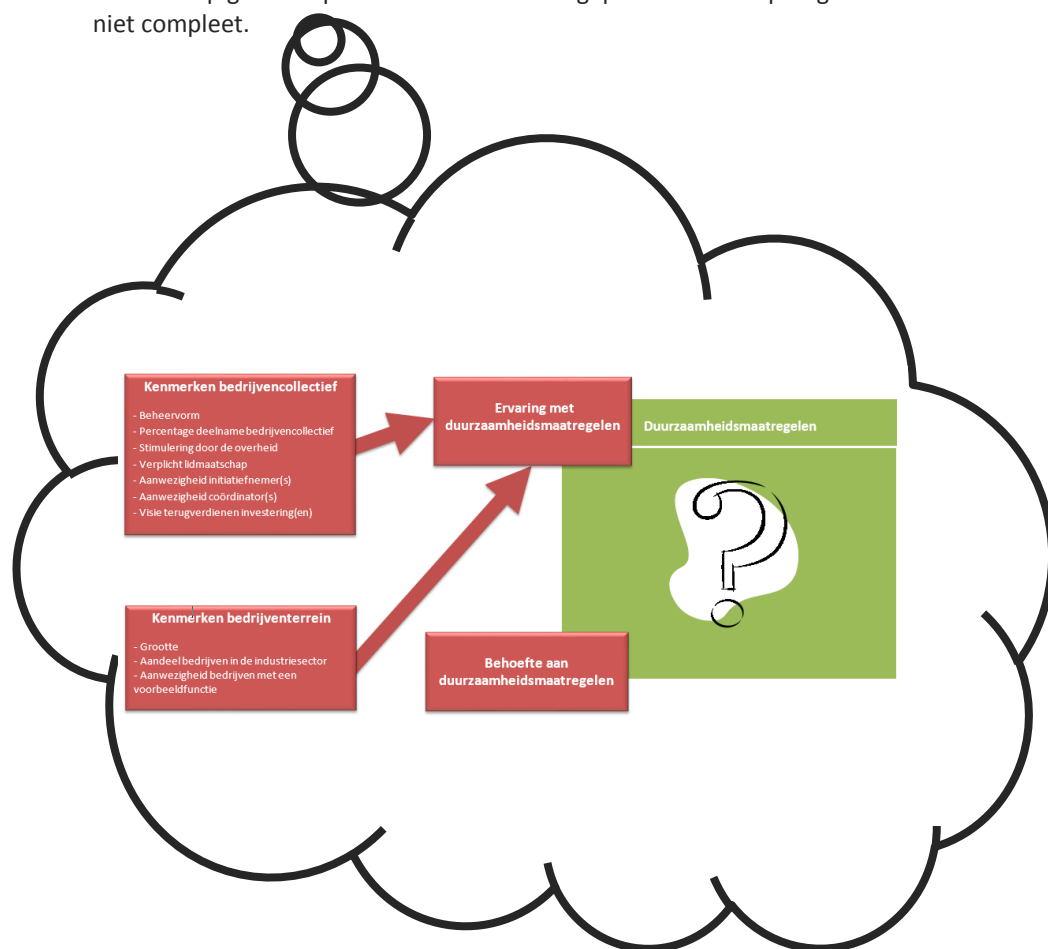 niet compleet.
Kenmerken bedrijvencollectief
- Beheervorm
- Percentage deelname bedrijvencollectief
- Stimulering door de overheid
- Verplicht lidmaatschap
- Aanwezigheid initiatiefnemer(s)
- Aanwezigheid coördinator(s)
- Visie terugverdienen investering(en)
Ervaring met
duurzaamheidsmaatregelen
Duurzaamheidsmaatregelen
?
Kenmerken bedrijventerrein
- Grootte
- Aandeel bedrijven in de industriesector
- Aanwezigheid bedrijven met een
voorbeeldfunctie
Behoefte aan
duurzaamheidsmaatregelen